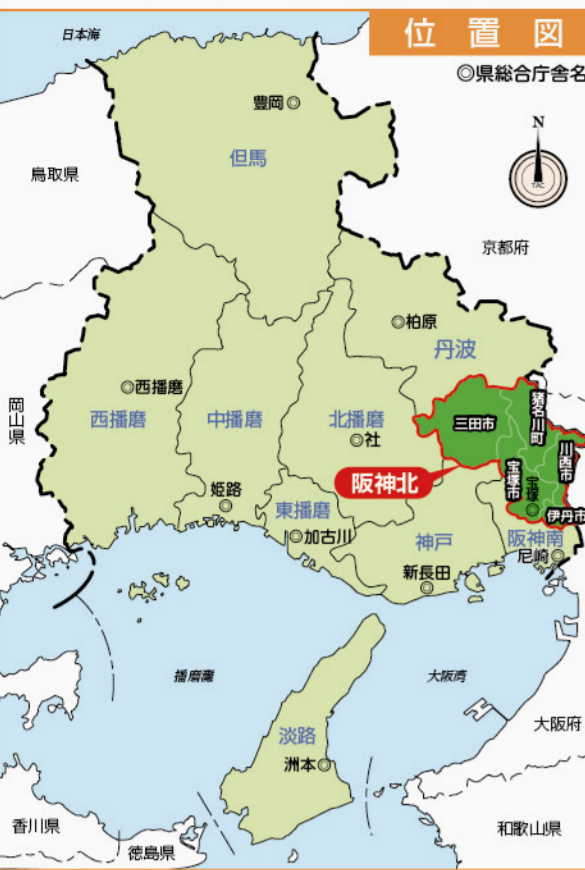 位置図
◎県総合庁舎名
日本海
豊岡◎
但馬
鳥取県
N
TAC
京都府
◎柏原
丹波
◎西播磨
西播磨
中播磨
北播磨
◎社
岡山県
三田市
猪名川町
川西市
宝塚市
宝塚
◎
伊丹市
阪神北
姫路
◎
東播磨
◎加古川
神戸
阪神南
尼崎◎
新長田
◎
播磨灘
大阪湾
淡路
洲本◎
大阪府
香川県
徳島県
和歌山県